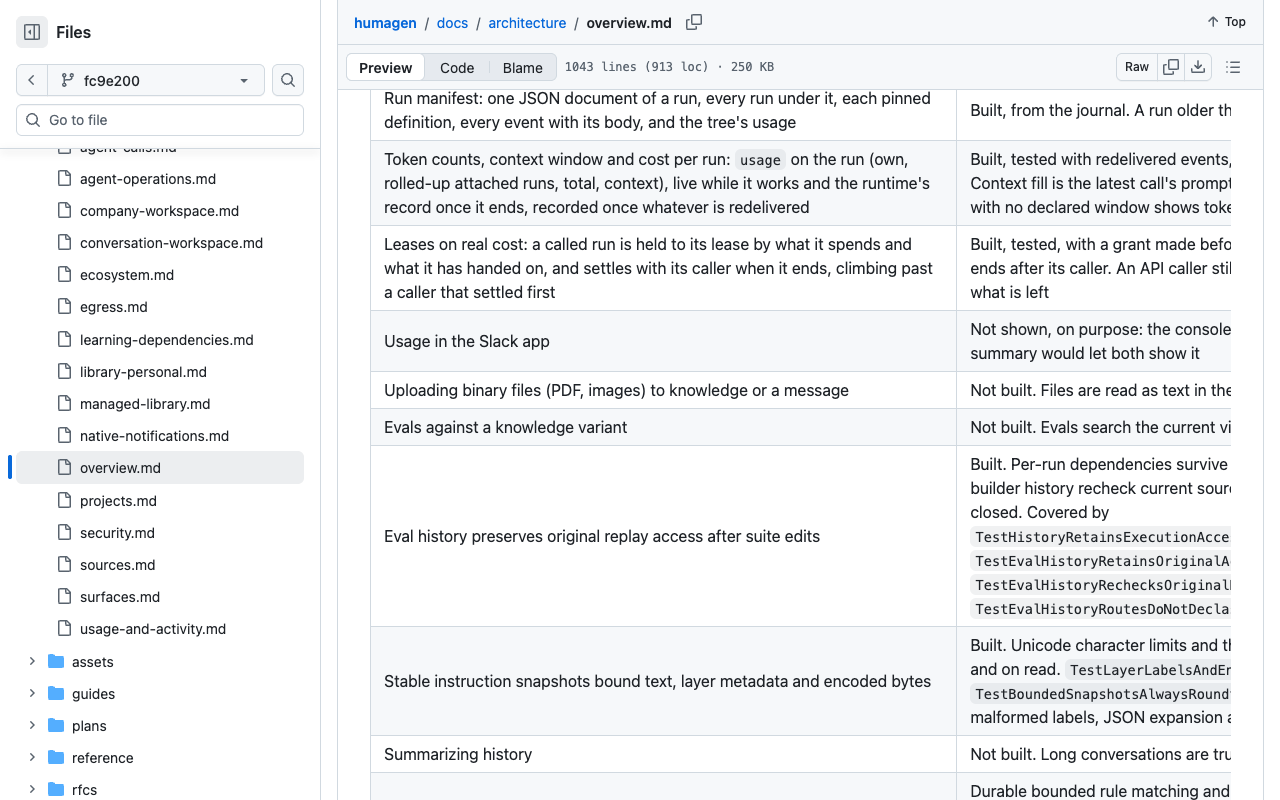 Files
humagen / docs / architecture / overview.md
Top
fc9e200
Preview
Code
Blame
1043 lines (913 loc) · 250 KB
Raw
Go to file
agent-calls.md
agent-operations.md
company-workspace.md
conversation-workspace.md
ecosystem.md
egress.md
learning-dependencies.md
library-personal.md
managed-library.md
native-notifications.md
overview.md
projects.md
security.md
sources.md
surfaces.md
usage-and-activity.md
assets
guides
plans
reference
rfcs
Run manifest: one JSON document of a run, every run under it, each pinned
definition, every event with its body, and the tree's usage
Built, from the journal. A run older th
Token counts, context window and cost per run: usage on the run (own,
rolled-up attached runs, total, context), live while it works and the runtime's
record once it ends, recorded once whatever is redelivered
Built, tested with redelivered events,
Context fill is the latest call's prompt
with no declared window shows toke
Leases on real cost: a called run is held to its lease by what it spends and
what it has handed on, and settles with its caller when it ends, climbing past
a caller that settled first
Built, tested, with a grant made befo
ends after its caller. An API caller stil
what is left
Usage in the Slack app
Not shown, on purpose: the console
summary would let both show it
Uploading binary files (PDF, images) to knowledge or a message
Not built. Files are read as text in the
Evals against a knowledge variant
Not built. Evals search the current vi
Eval history preserves original replay access after suite edits
Built. Per-run dependencies survive
builder history recheck current sour
closed. Covered by
TestHistoryRetainsExecutionAcce
TestEvalHistoryRetainsOriginalA
TestEvalHistoryRechecksOriginal
TestEvalHistoryRoutesDoNotDecla
Stable instruction snapshots bound text, layer metadata and encoded bytes
Built. Unicode character limits and th
and on read. TestLayerLabelsAndEn
TestBoundedSnapshotsAlwaysRound
malformed labels, JSON expansion a
Summarizing history
Not built. Long conversations are tru
Durable bounded rule matching and